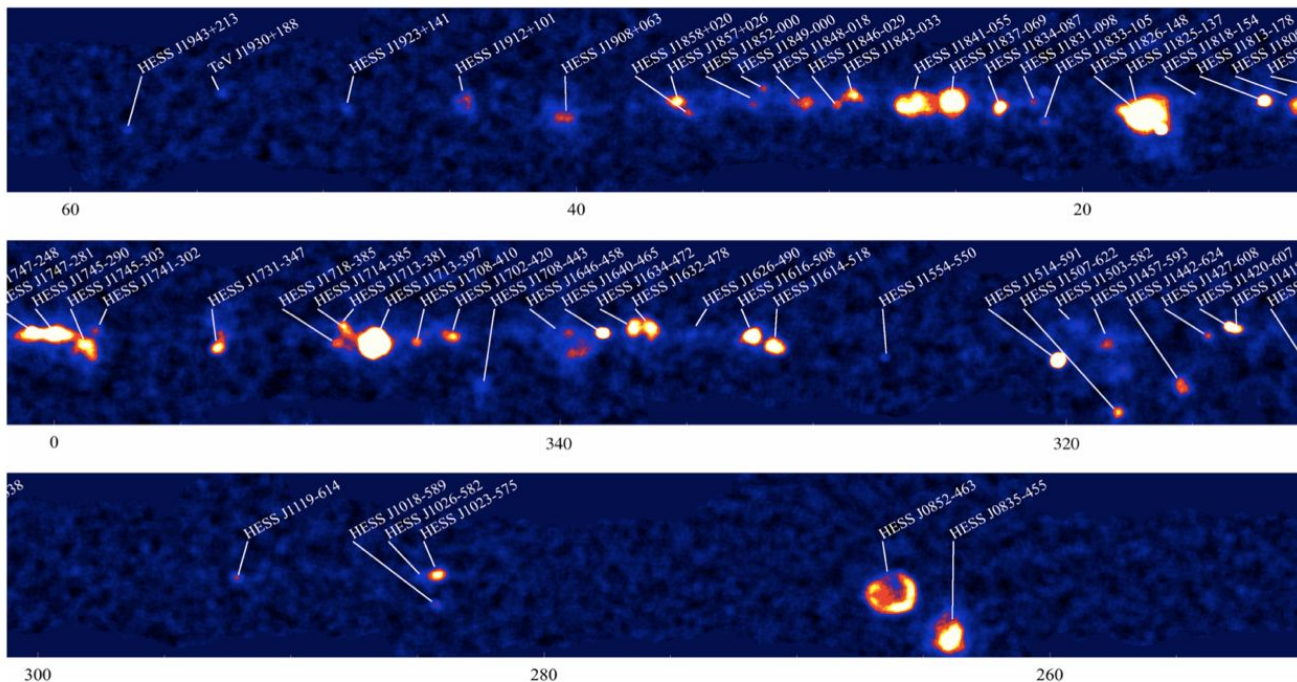 HESS J1943+213
TeV J1930+188
HESS J1923+141
HESS J1912+101
HESS J1908+063
HESS J1858+020
HESS J1857+026
HESS J1852-000
HESS J1849-000
HESS J1848-018
HESS J1846-029
HESS J1843-033
HESS J1841-055
HESS J1837-069
HESS J1834-087
HESS J1831-098
HESS J1833-105
HESS J1826-148
HESS J1825-137
HESS J1818-154
HESS J1813-178
HESS
60
40
20
J1747-248
J1747-281
HESS J1745-290
HESS J1745-303
HESS J1741-302
HESS J1731-347
HESS J1718-385
HESS J1714-385
HESS J1713-381
HESS J1713-397
HESS J1708-410
HESS J1702-420
HESS J1708-443
HESS J1646-458
HESS J1640-465
HESS J1634-472
HESS J1632-478
HESS J1626-490
HESS J1616-508
HESS J1614-518
HESS J1554-550
HESS J1514-591
HESS J1507-622
HESS J1503-582
HESS J1457-593
HESS J1442-624
HESS J1427-608
HESS J1420-607
HESS
0
340
320
HESS J1119-614
HESS J1018-589
HESS J1026-582
HESS J1023-575
HESS J0852-463
HESS J0835-455
300
280
260